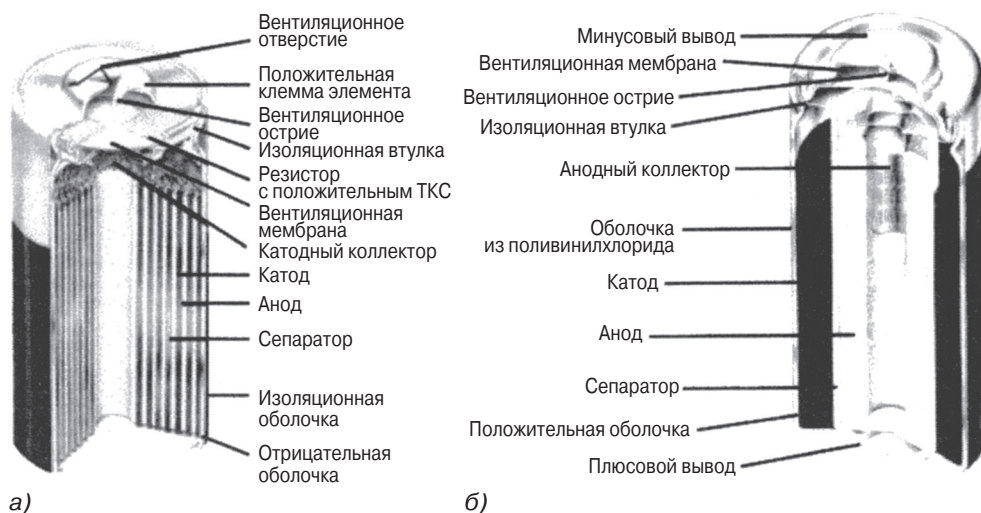 Вентиляционное
отверстие
Положительная
клемма элемента
Вентиляционное
острие
Изоляционная втулка
Резистор
с положительным ТКС
Вентиляционная
мембрана
Катодный коллектор
Катод
Анод
Сепаратор
Изоляционная
оболочка
Отрицательная
оболочка
а)
Минусовый вывод
Вентиляционная мембрана
Вентиляционное острие
Изоляционная втулка
Анодный коллектор
Оболочка
из поливинилхлорида
Катод
Анод
Сепаратор
Положительная оболочка
Плюсовой вывод
б)